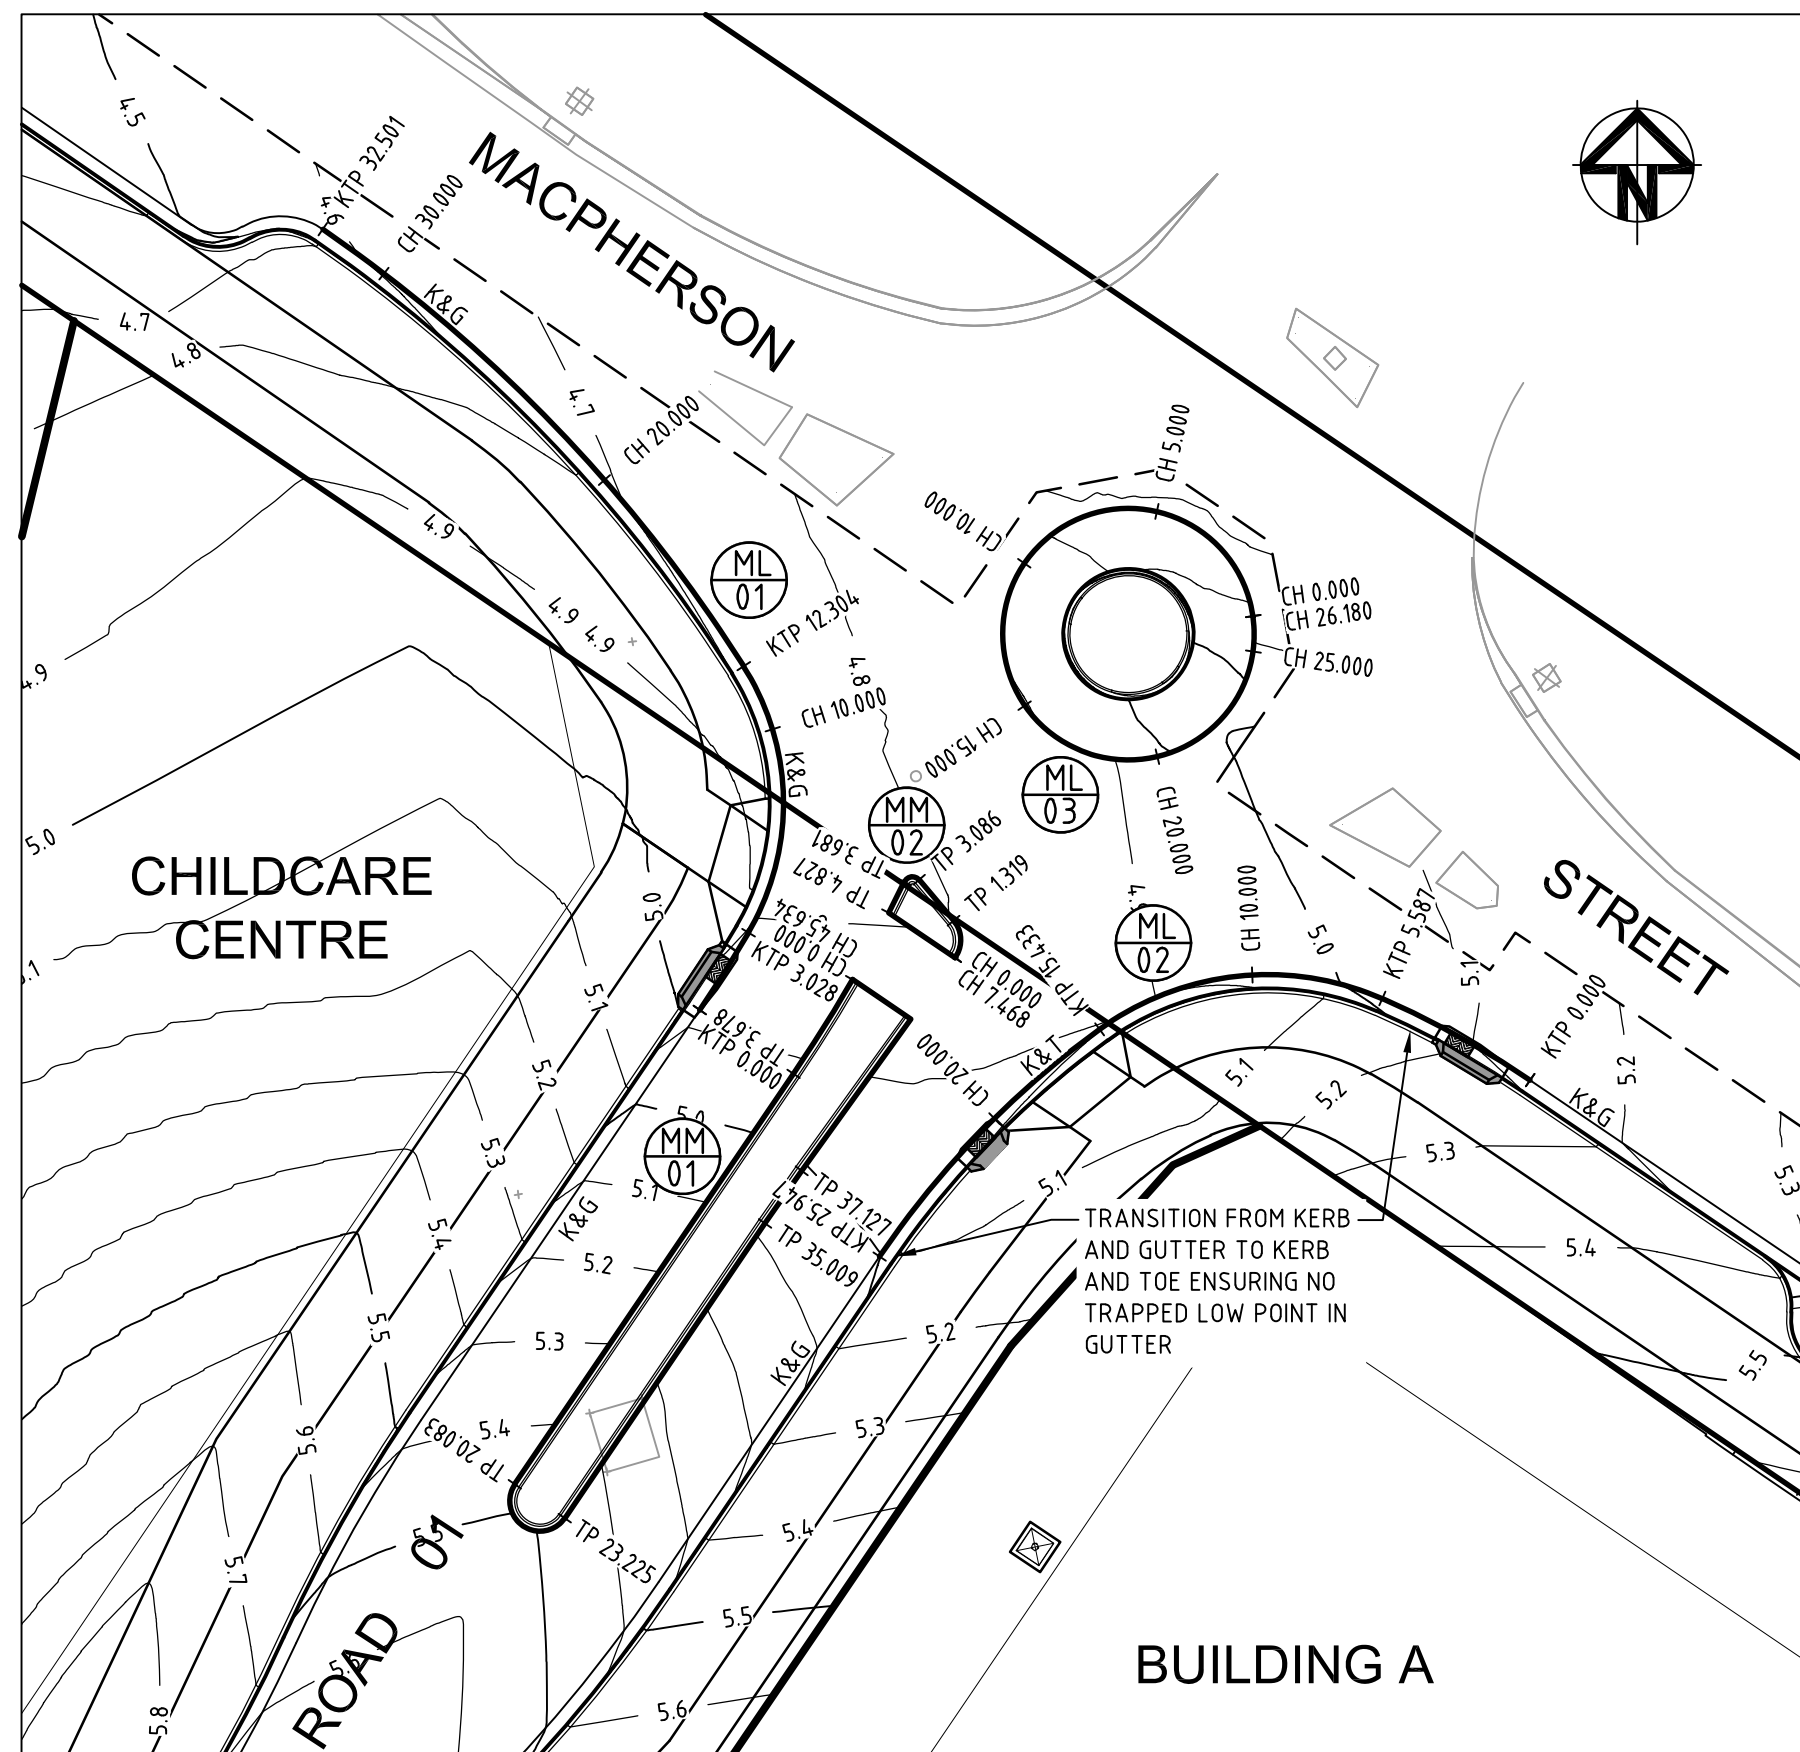 4.5
KTP 32.501
4.6
CH 30.000
MACPHERSON
N
K&G
4.7
4.8
4.7
CH 20.000
CH 5.000
CH 10.000
4.9
ML
01
4.9
4.9
KTP 12.304
CH 0.000
CH 26.180
CH 25.000
4.9
4.8
CH 10.000
CH 15.000
K&G
ML
03
MM
02
CH 20.000
5.0
TP 3.681
TP 4.827
TP 3.086
TP 1.319
CHILDCARE
CENTRE
STREET
5.0
CH 45.634
CH 0.000
KTP 3.028
CH 0.000
CH 7.498
KTP 15.433
ML
02
CH 10.000
5.0
KTP 5.587
5.1
KTP 0.000
5.1
TP 3.678
KTP 0.000
CH 20.000
K&T
5.1
5.2
5.2
K&G
5.2
5.0
MM
01
5.1
5.3
5.3
5.3
K&G
TP 37.127
KTP 25.947
TP 35.009
5.1
TRANSITION FROM KERB
AND GUTTER TO KERB
AND TOE ENSURING NO
TRAPPED LOW POINT IN
GUTTER
5.4
5.4
5.2
5.5
5.3
K&G
5.2
5.5
5.6
TP 20.083
5.4
5.3
5.4
TP 23.225
5.7
ROAD 01
5.5
5.8
5.6
BUILDING A